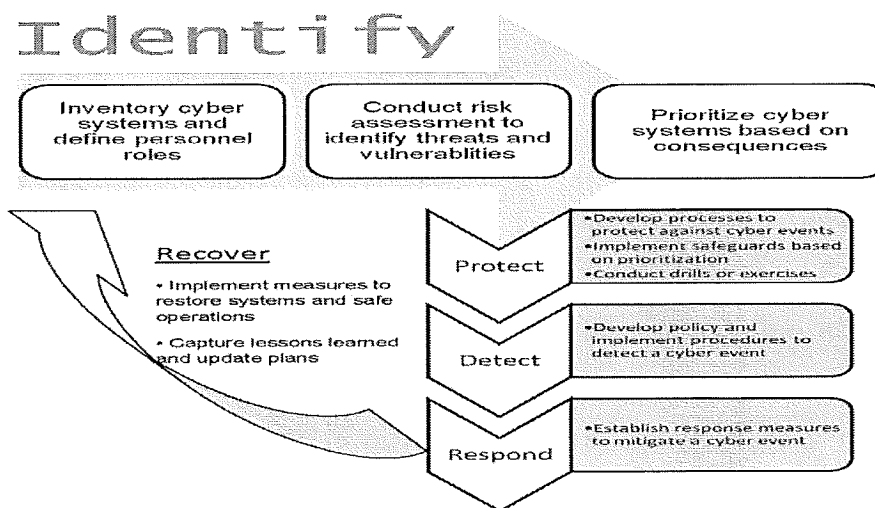 Identify
Inventory cyber
systems and
define personnel
roles
Conduct risk
assessment to
identify threats and
vulnerablities
Prioritize cyber
systems based on
consequences
Recover
• Implement measures to
restore systems and safe
operations
• Capture lessons learned
and update plans
Protect
•Develop processes to
protect against cyber events
•Implement safeguards based
on prioritization
•Conduct drills or exercises
Detect
•Develop policy and
implement procedures to
detect a cyber event
Respond
•Establish response measures
to mitigate a cyber event